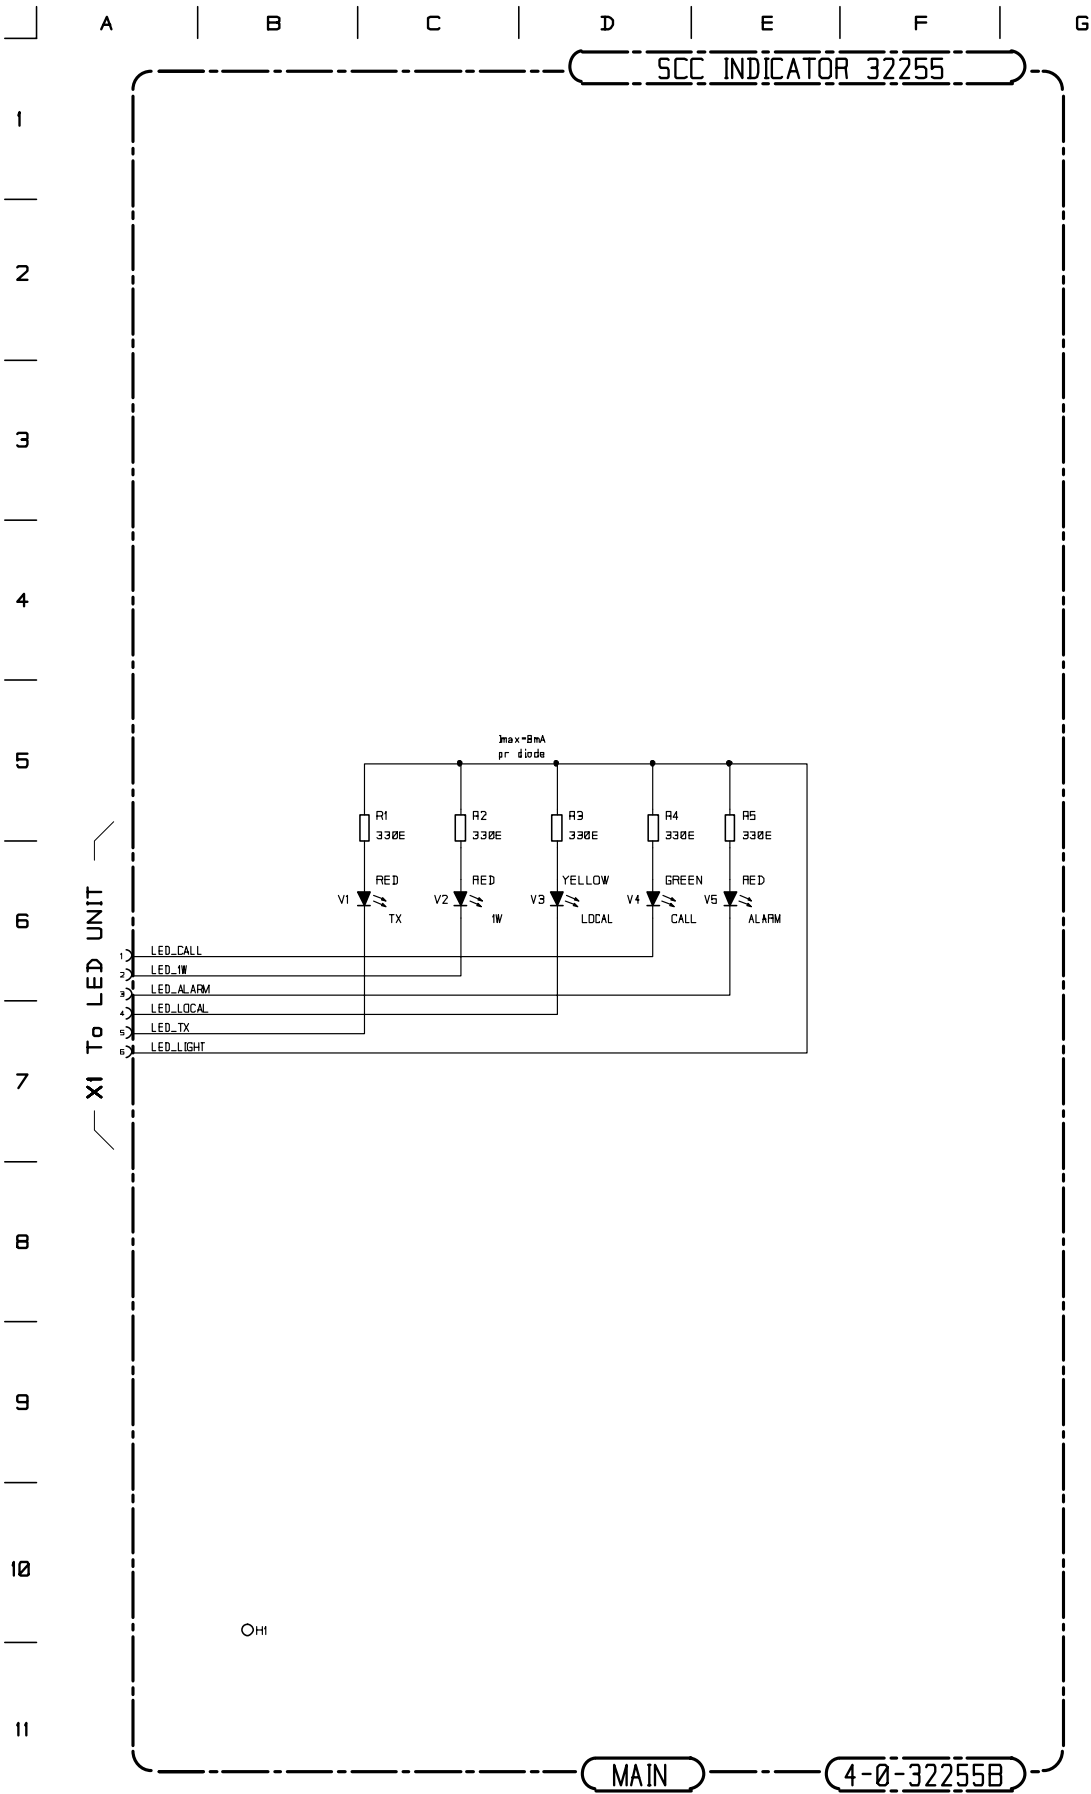 A B C D E F G
SCC INDICATOR 32255
1
2
3
4
5
6
7
8
9
10
11
Imax=8mA
pr diode
R1 R2 R3 R4 R5
330E 330E 330E 330E 330E
RED RED YELLOW GREEN RED
V1 V2 V3 V4 V5
TX 1W LOCAL CALL ALARM
X1 To LED UNIT
1 LED_CALL
2 LED_1W
3 LED_ALARM
4 LED_LOCAL
5 LED_TX
6 LED_LIGHT
H1
MAIN
4-0-32255B